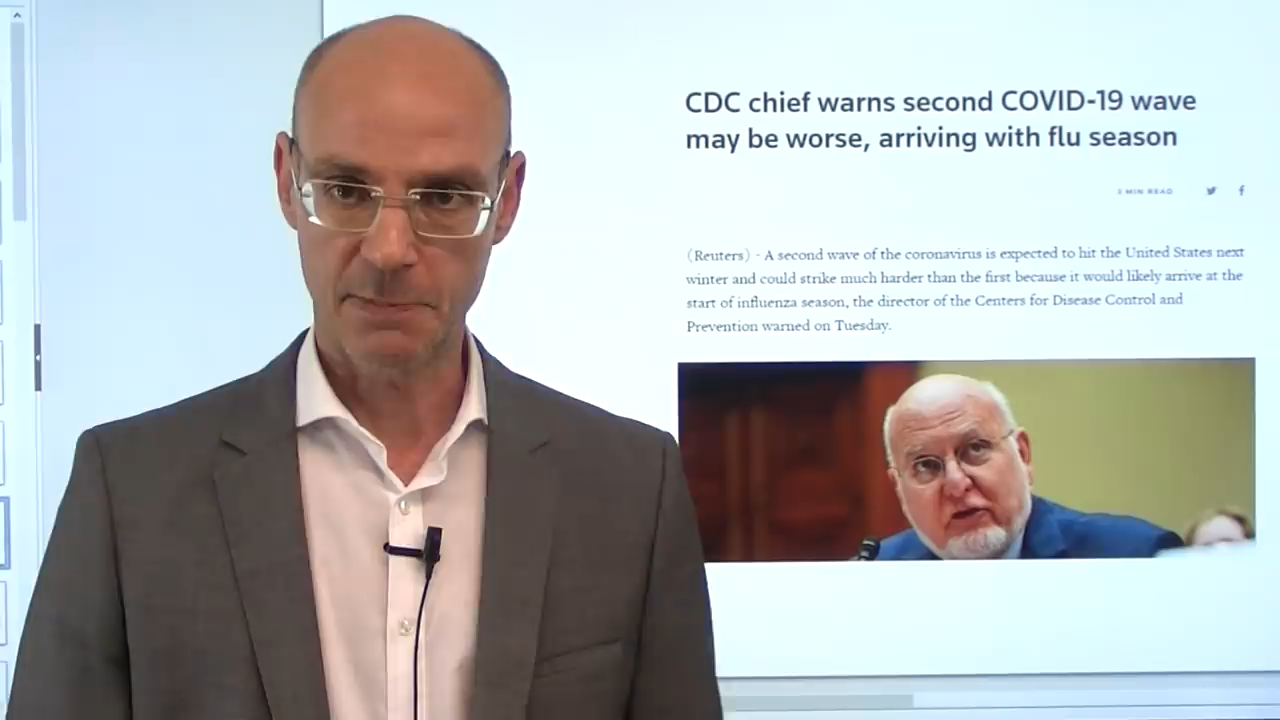 CDC chief warns second COVID-19 wave
may be worse, arriving with flu season
3 MIN READ
(Reuters) - A second wave of the coronavirus is expected to hit the United States next
winter and could strike much harder than the first because it would likely arrive at the
start of influenza season, the director of the Centers for Disease Control and
Prevention warned on Tuesday.